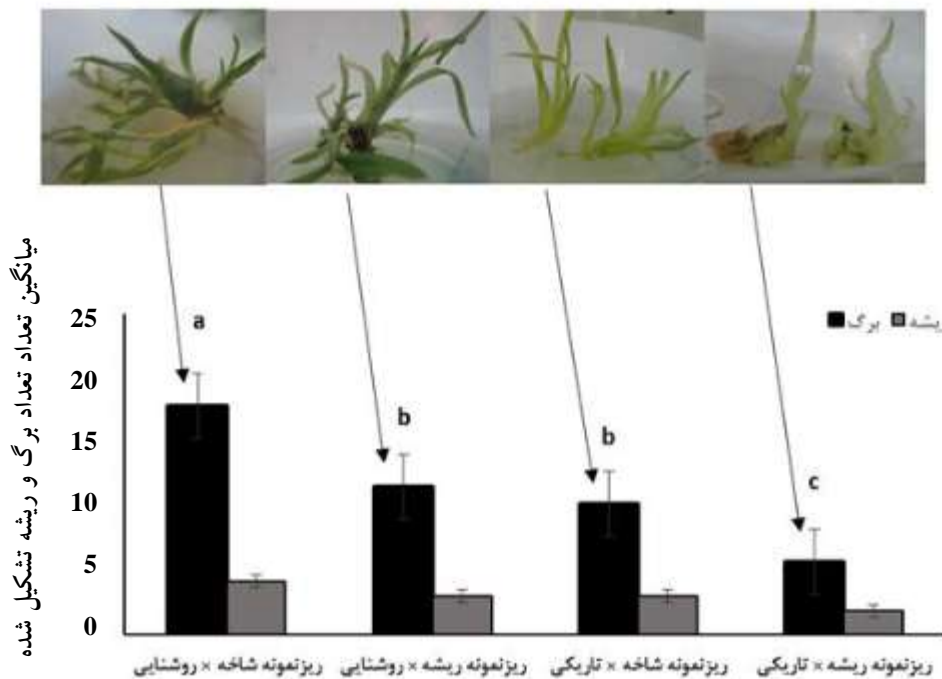 میانگین تعداد تعداد برگ و ریشه تشکیل شده
25
20
15
10
5
0
a
b
b
c
برگ
ریشه
ریزنمونه شاخه × روشنایی
ریزنمونه ریشه × روشنایی
ریزنمونه شاخه × تاریکی
ریزنمونه ریشه × تاریکی